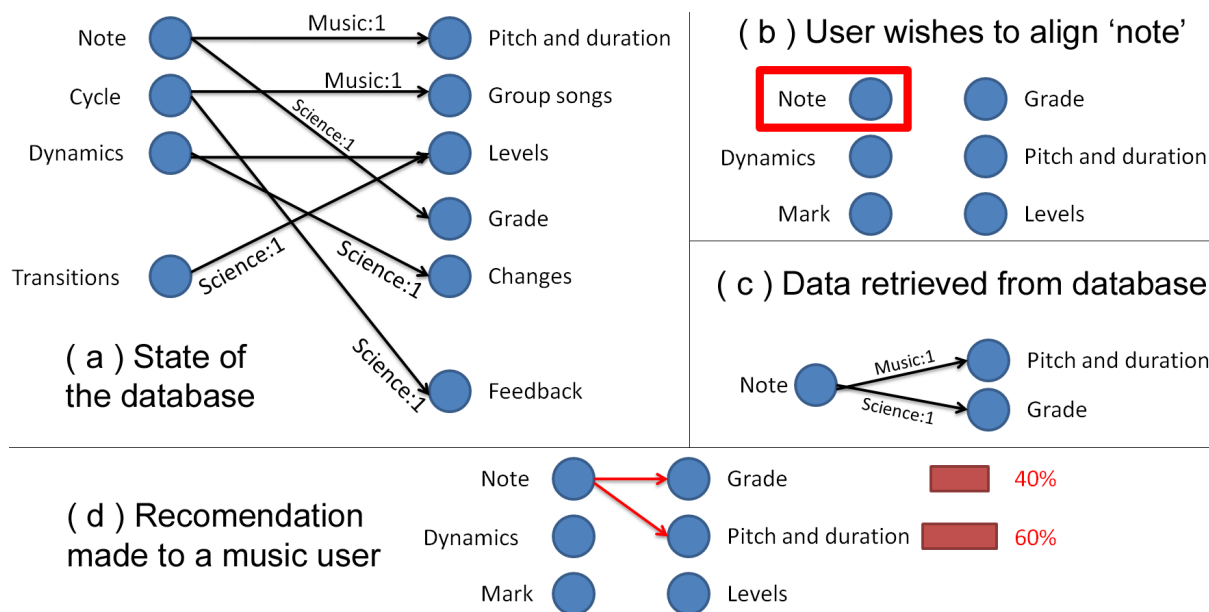 Note
Music:1
Pitch and duration
Cycle
Music:1
Group songs
Science:1
Dynamics
Levels
Grade
Transitions
Science:1
Science:1
Changes
Science:1
Feedback
( a ) State of
the database
( b ) User wishes to align ‘note’
Note
Grade
Dynamics
Pitch and duration
Mark
Levels
( c ) Data retrieved from database
Note
Music:1
Pitch and duration
Science:1
Grade
( d ) Recomendation
made to a music user
Note
Grade
40%
Dynamics
Pitch and duration
60%
Mark
Levels